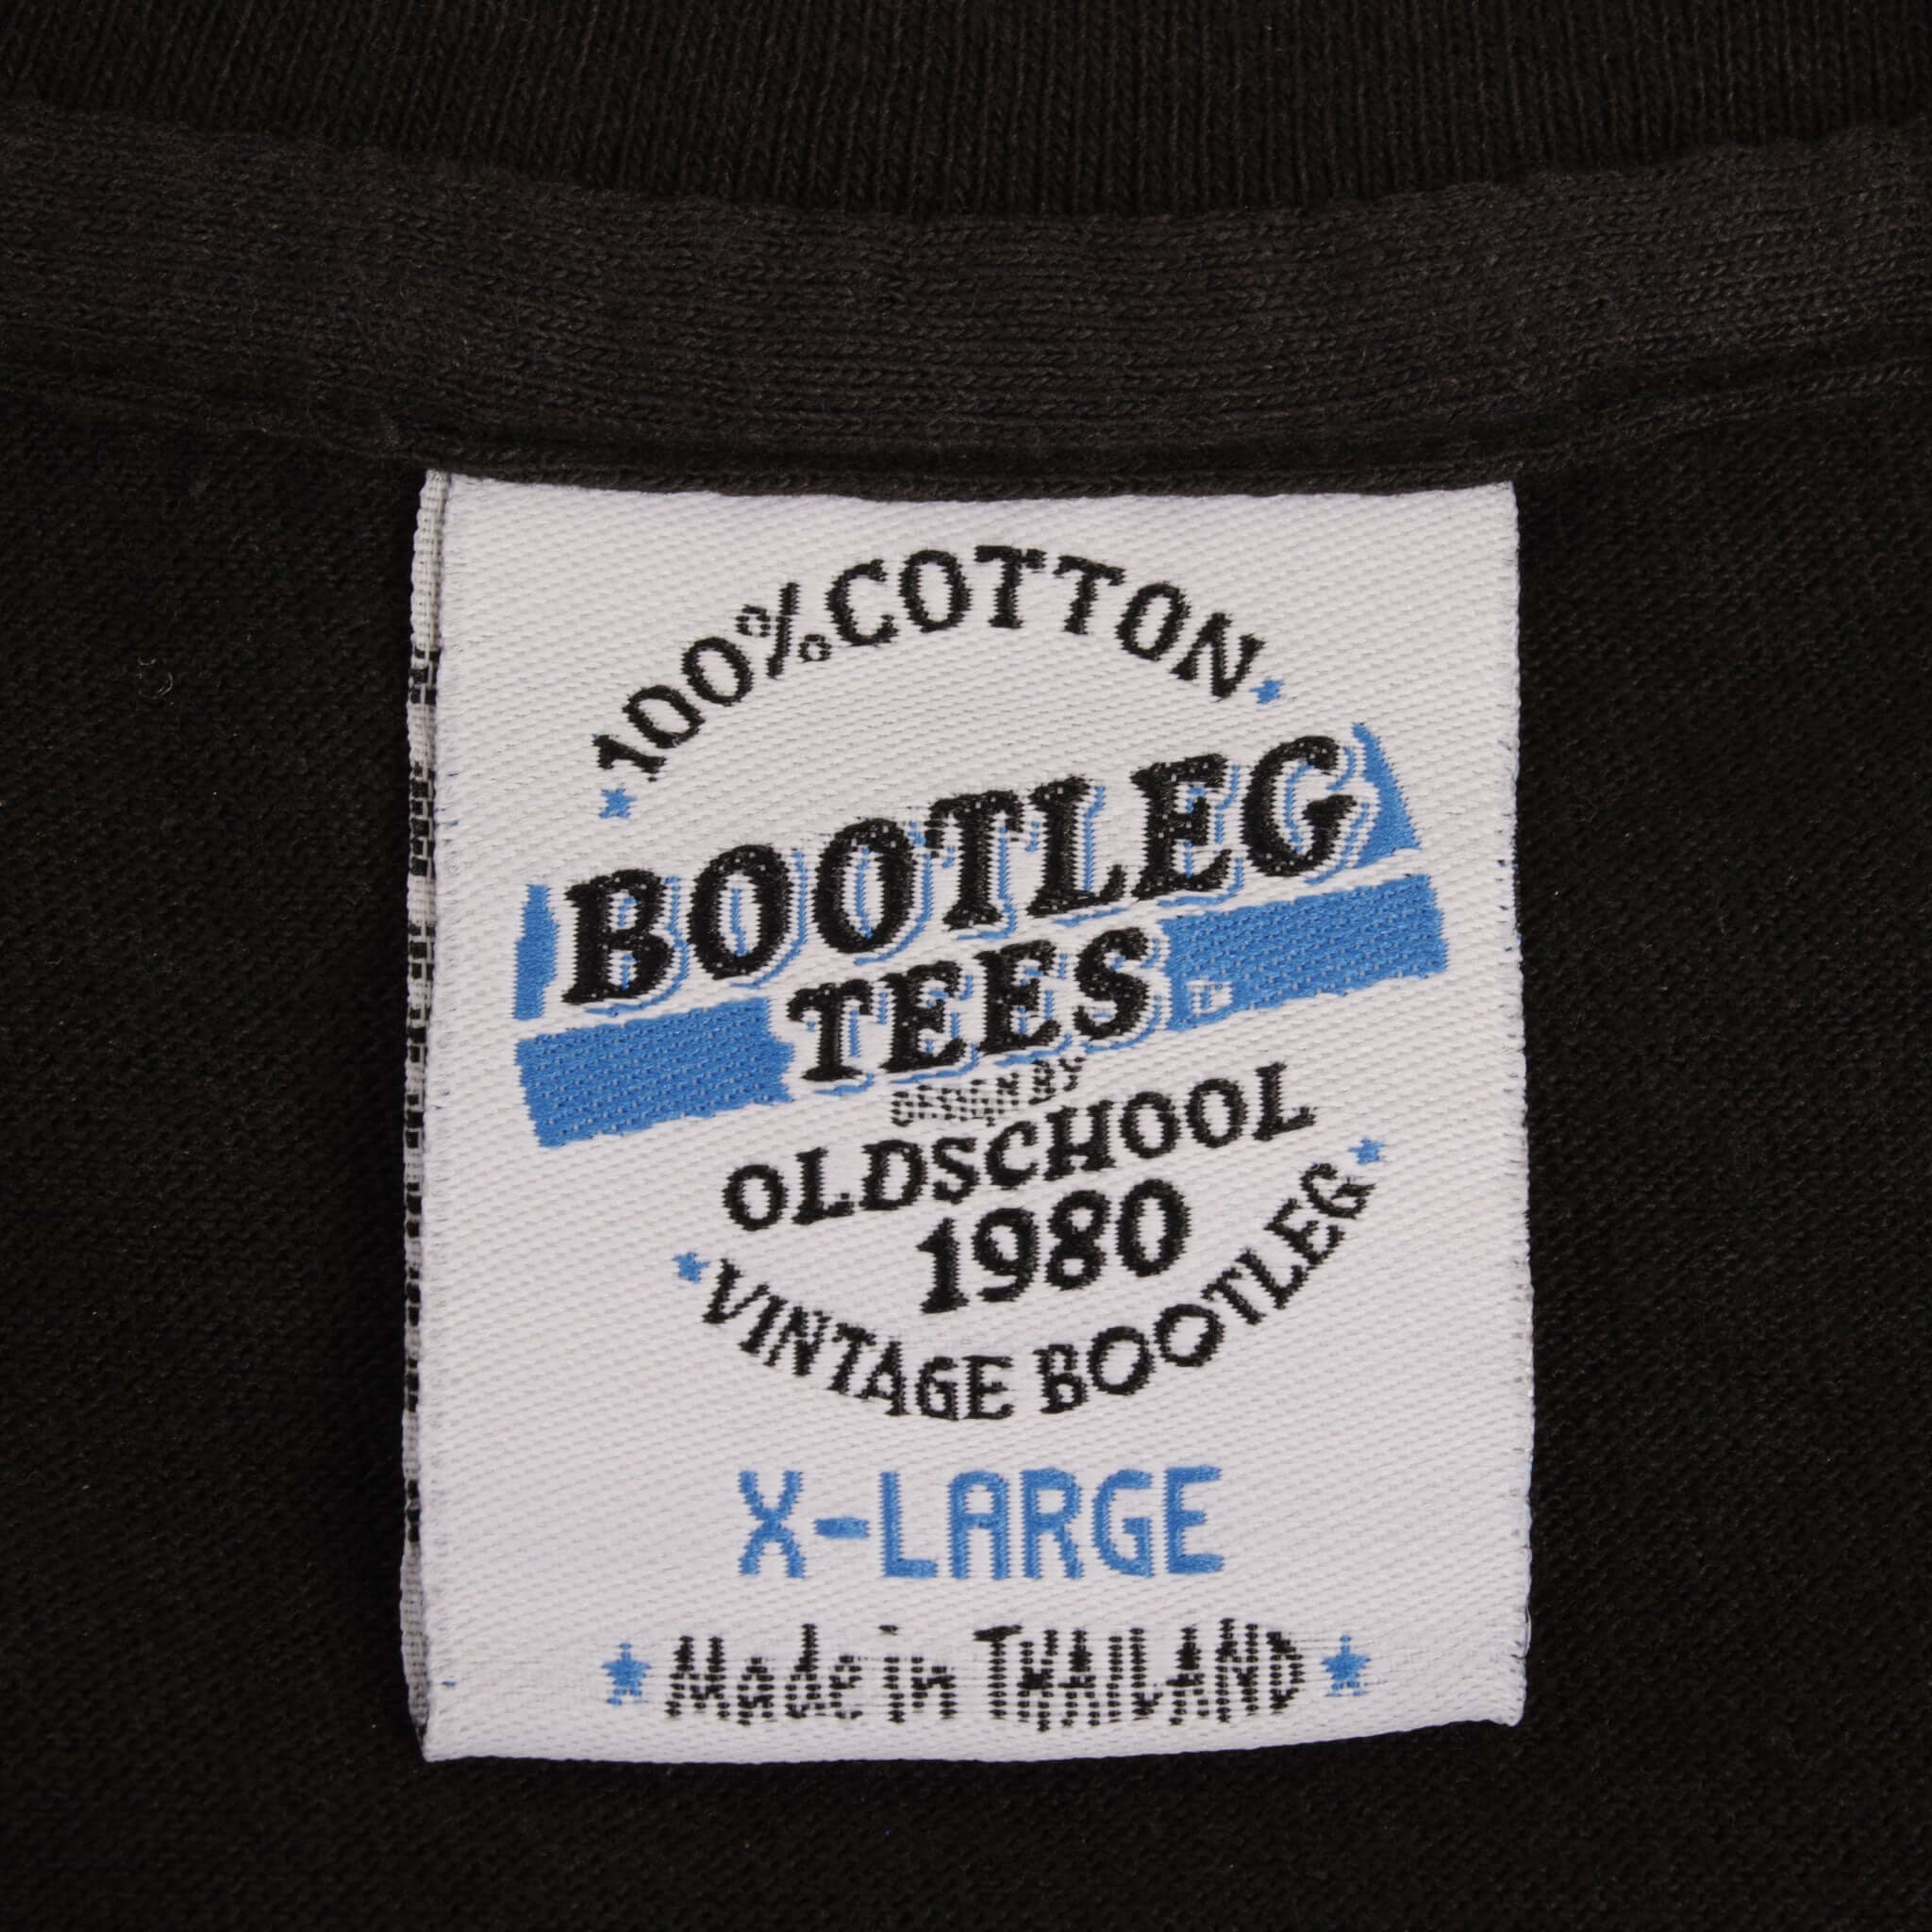 100%COTTON
BOOTLEG
TEES
DESIGN BY
OLDSCHOOL
1980
VINTAGE BOOTLEG
X-LARGE
Made in THAILAND